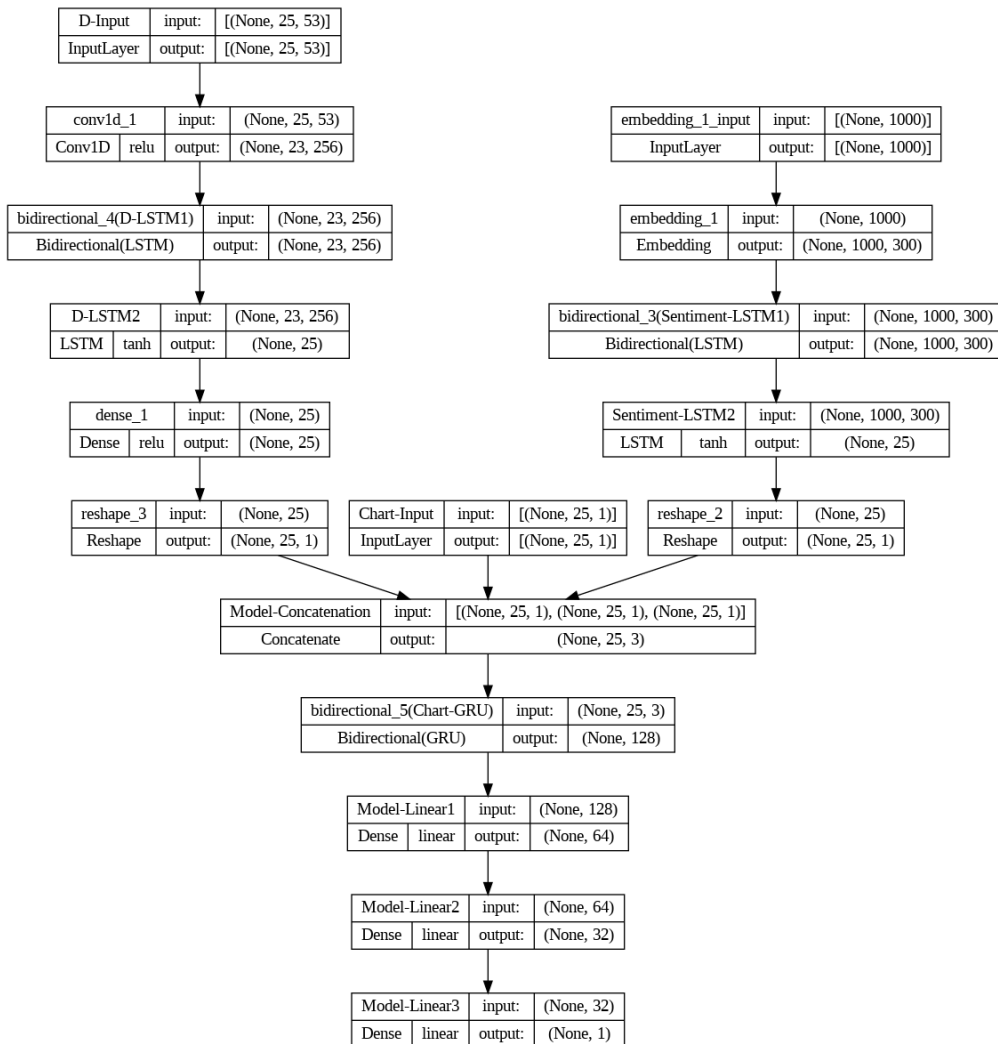 D-Input input: [(None, 25, 53)]
InputLayer output: [(None, 25, 53)]
conv1d_1 input: (None, 25, 53)
Conv1D relu output: (None, 23, 256)
embedding_1_input input: [(None, 1000)]
InputLayer output: [(None, 1000)]
bidirectional_4(D-LSTM1) input: (None, 23, 256)
Bidirectional(LSTM) output: (None, 23, 256)
embedding_1 input: (None, 1000)
Embedding output: (None, 1000, 300)
D-LSTM2 input: (None, 23, 256)
LSTM tanh output: (None, 25)
bidirectional_3(Sentiment-LSTM1) input: (None, 1000, 300)
Bidirectional(LSTM) output: (None, 1000, 300)
dense_1 input: (None, 25)
Dense relu output: (None, 25)
Sentiment-LSTM2 input: (None, 1000, 300)
LSTM tanh output: (None, 25)
reshape_3 input: (None, 25)
Reshape output: (None, 25, 1)
Chart-Input input: [(None, 25, 1)]
InputLayer output: [(None, 25, 1)]
reshape_2 input: (None, 25)
Reshape output: (None, 25, 1)
Model-Concatenation input: [(None, 25, 1), (None, 25, 1), (None, 25, 1)]
Concatenate output: (None, 25, 3)
bidirectional_5(Chart-GRU) input: (None, 25, 3)
Bidirectional(GRU) output: (None, 128)
Model-Linear1 input: (None, 128)
Dense linear output: (None, 64)
Model-Linear2 input: (None, 64)
Dense linear output: (None, 32)
Model-Linear3 input: (None, 32)
Dense linear output: (None, 1)